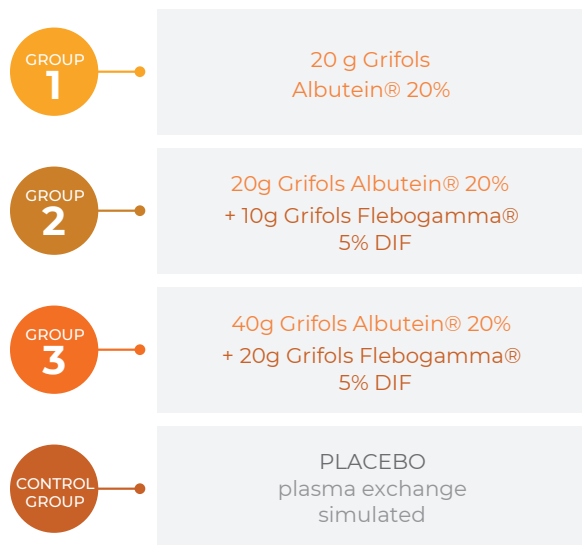 GROUP
1
20 g Grifols
Albutein® 20%
GROUP
2
20g Grifols Albutein® 20%
+ 10g Grifols Flebogamma®
5% DIF
GROUP
3
40g Grifols Albutein® 20%
+ 20g Grifols Flebogamma®
5% DIF
CONTROL
GROUP
PLACEBO
plasma exchange
simulated